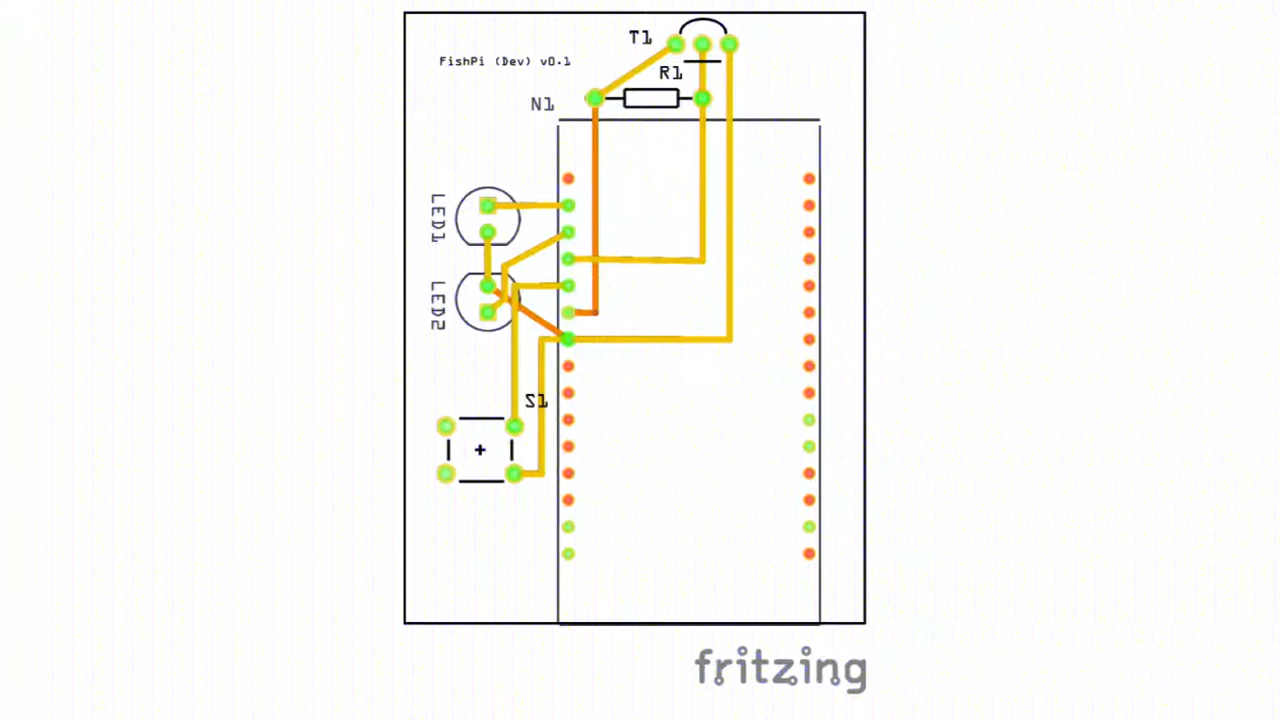 T1
FishPi (Dev) v0.1
R1
N1
LED1
LED2
S1
+
fritzing